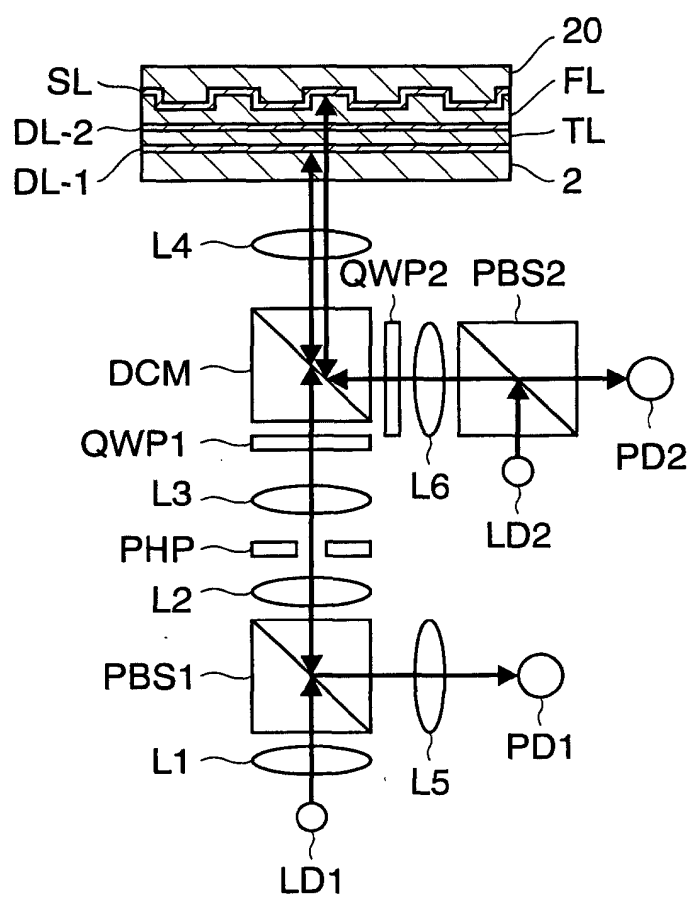 20
SL
FL
DL-2
TL
DL-1
2
L4
QWP2
PBS2
DCM
QWP1
PD2
L6
L3
LD2
PHP
L2
PBS1
PD1
L1
L5
LD1